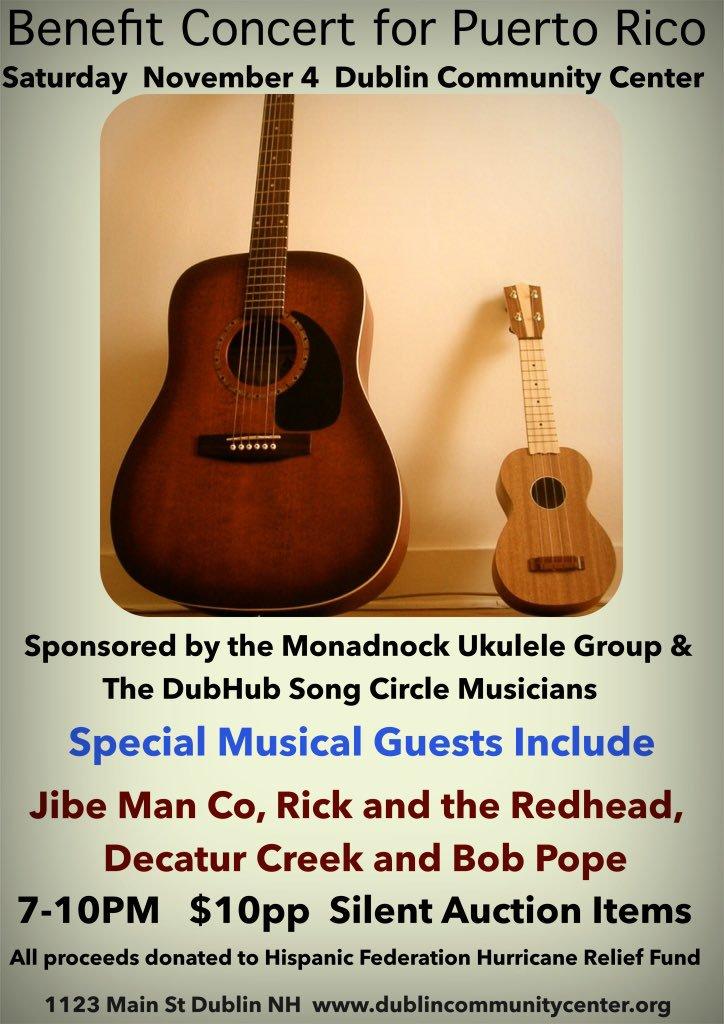 Benefit Concert for Puerto Rico
Saturday November 4 Dublin Community Center
Sponsored by the Monadnock Ukulele Group &
The DubHub Song Circle Musicians
Special Musical Guests Include
Jibe Man Co, Rick and the Redhead,
Decatur Creek and Bob Pope
7-10PM $10pp Silent Auction Items
All proceeds donated to Hispanic Federation Hurricane Relief Fund
1123 Main St Dublin NH www.dublincommunitycenter.org